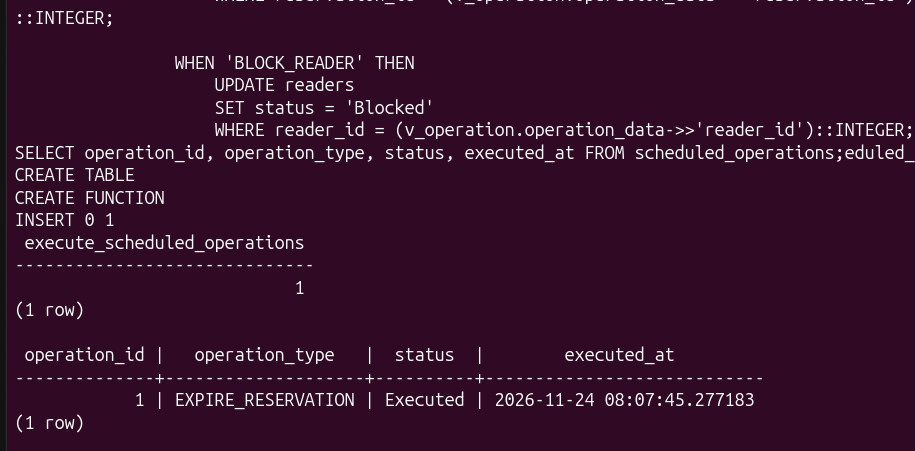 ::INTEGER;
WHEN 'BLOCK_READER' THEN
UPDATE readers
SET status = 'Blocked'
WHERE reader_id = (v_operation.operation_data->>'reader_id')::INTEGER;
SELECT operation_id, operation_type, status, executed_at FROM scheduled_operations;eduled_
CREATE TABLE
CREATE FUNCTION
INSERT 0 1
execute_scheduled_operations
------------------------------
1
(1 row)
operation_id | operation_type | status | executed_at
--------------+--------------------+----------+----------------------------
1 | EXPIRE_RESERVATION | Executed | 2026-11-24 08:07:45.277183
(1 row)